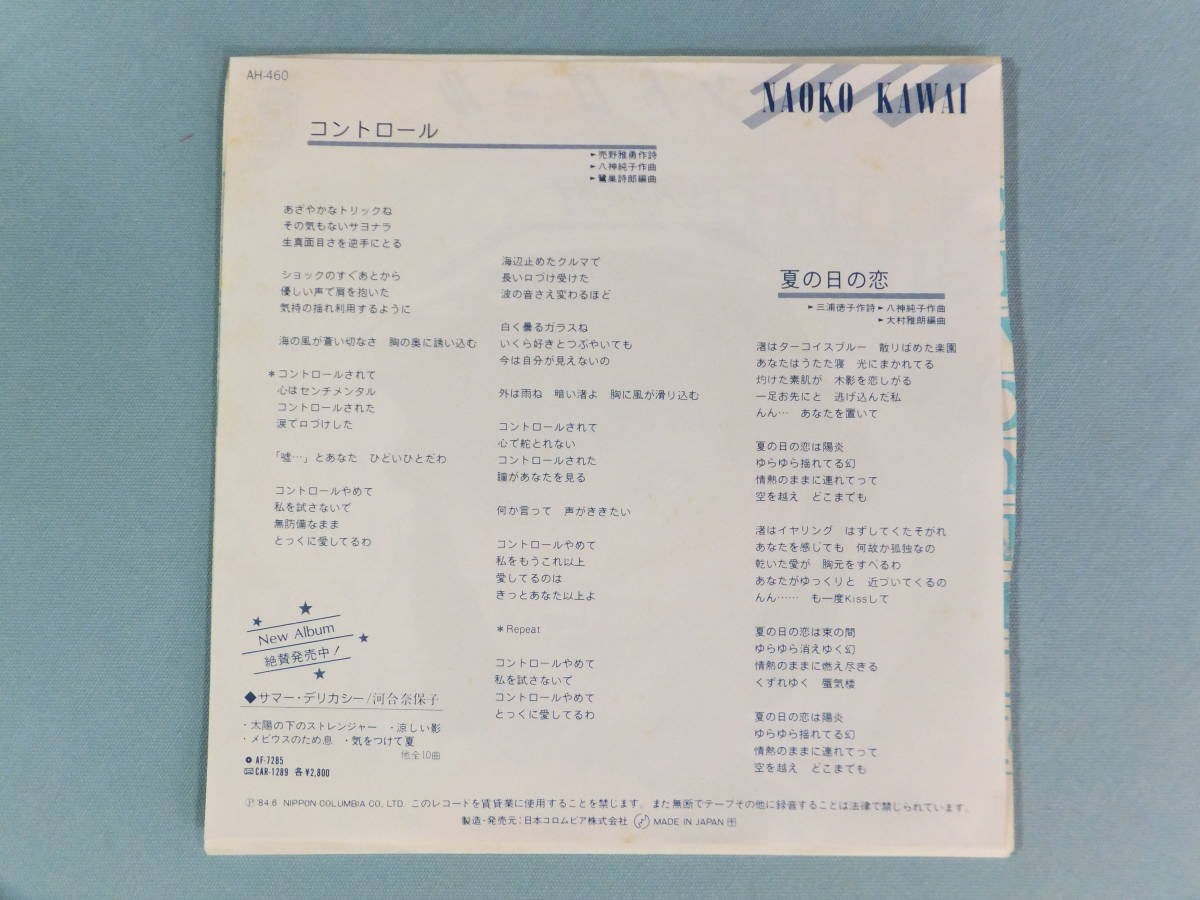 AH-460
NAOKO KAWAI
コントロール
►売野雅勇作詩
►八神純子作曲
►鷺巣詩郎編曲
あざやかなトリックね
その気もないサヨナラ
生真面目さを逆手にとる
ショックのすぐあとから
優しい声で肩を抱いた
気持の揺れ利用するように
海の風が蒼い切なさ　胸の奥に誘い込む
＊コントロールされて
心はセンチメンタル
コントロールされた
涙で口づけした
「嘘…」とあなた　ひどいひとだわ
コントロールやめて
私を試さないで
無防備なまま
とっくに愛してるわ
海辺止めたクルマで
長い口づけ受けた
波の音さえ変わるほど
白く曇るガラスね
いくら好きとつぶやいても
今は自分が見えないの
外は雨ね　暗い渚よ　胸に風が滑り込む
コントロールされて
心で舵とれない
コントロールされた
瞳があなたを見る
何か言って　声がききたい
コントロールやめて
私をもうこれ以上
愛してるのは
きっとあなた以上よ
＊Repeat
コントロールやめて
私を試さないで
コントロールやめて
とっくに愛してるわ
夏の日の恋
►三浦徳子作詩►八神純子作曲
►大村雅朗編曲
渚はターコイスブルー　散りばめた楽園
あなたはうたた寝　光にまかれてる
灼けた素肌が　木影を恋しがる
一足お先にと　逃げ込んだ私
んん…　あなたを置いて
夏の日の恋は陽炎
ゆらゆら揺れてる幻
情熱のままに連れてって
空を越え　どこまでも
渚はイヤリング　はずしてくたそがれ
あなたを感じても　何故か孤独なの
乾いた愛が　胸元をすべるわ
あなたがゆっくりと　近づいてくるの
んん……　も一度Kissして
夏の日の恋は束の間
ゆらゆら消えゆく幻
情熱のままに燃え尽きる
くずれゆく　蜃気楼
夏の日の恋は陽炎
ゆらゆら揺れてる幻
情熱のままに連れてって
空を越え　どこまでも
New Album
絶賛発売中！
◆サマー・デリカシー/河合奈保子
・太陽の下のストレンジャー　・涼しい影
・メビウスのため息　・気をつけて夏
他全10曲
AF-7285
CAR-1289 各¥2,800
Ⓟ'84.6 NIPPON COLUMBIA CO., LTD. このレコードを賃貸業に使用することを禁じます。また無断でテープその他に録音することは法律で禁じられています。
製造・発売元：日本コロムビア株式会社 MADE IN JAPAN